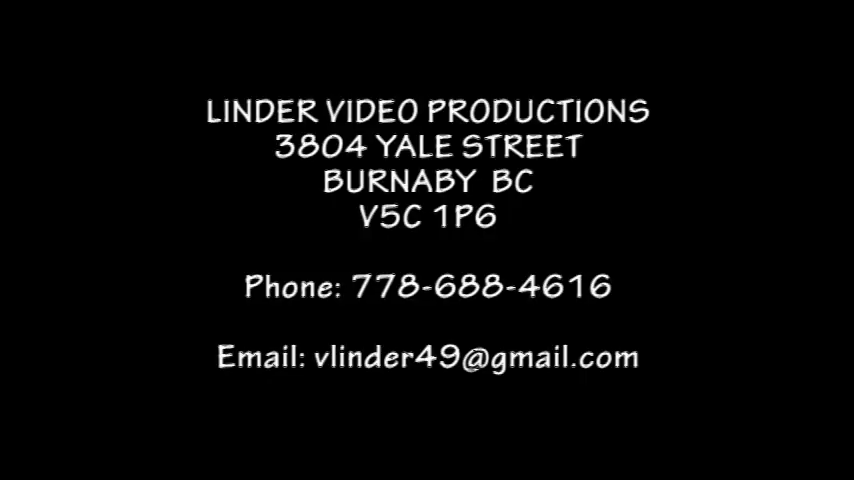 LINDER VIDEO PRODUCTIONS
3804 YALE STREET
BURNABY  BC
V5C 1P6
Phone: 778-688-4616
Email: vlinder49@gmail.com